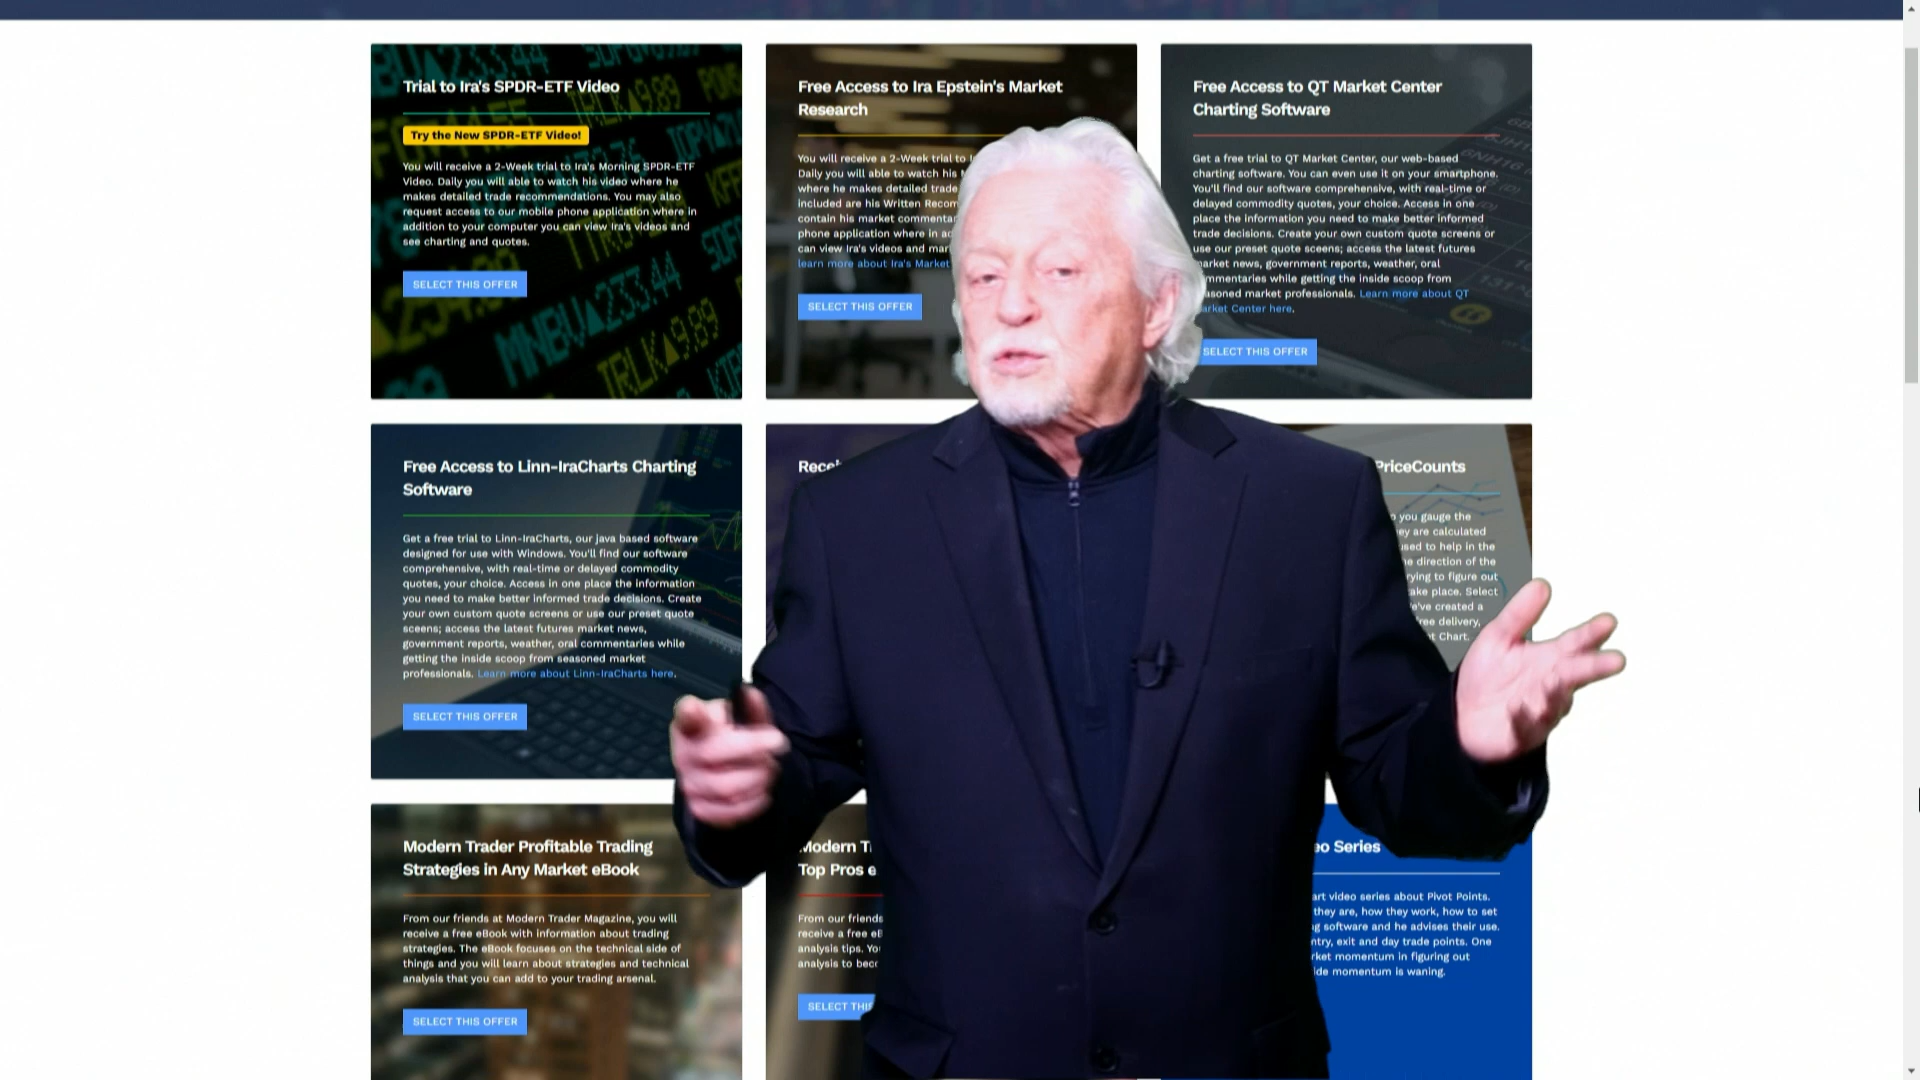 Trial to Ira's SPDR-ETF Video
Try the New SPDR-ETF Video!
You will receive a 2-Week trial to Ira's Morning SPDR-ETF
Video. Daily you will able to watch his video where he
makes detailed trade recommendations. You may also
request access to our mobile phone application where in
addition to your computer you can view Ira's videos and
see charting and quotes.
SELECT THIS OFFER
Free Access to Ira Epstein's Market
Research
You will receive a 2-Week trial to
Daily you will able to watch his
where he makes detailed trade
included are his Written Recom
contain his market commentar
phone application where in ac
can view Ira's videos and mar
learn more about Ira's Market
SELECT THIS OFFER
Free Access to QT Market Center
Charting Software
Get a free trial to QT Market Center, our web-based
charting software. You can even use it on your smartphone.
You'll find our software comprehensive, with real-time or
delayed commodity quotes, your choice. Access in one
place the information you need to make better informed
trade decisions. Create your own custom quote screens or
use our preset quote sceens; access the latest futures
market news, government reports, weather, oral
mmentaries while getting the inside scoop from
asoned market professionals. Learn more about QT
arket Center here.
SELECT THIS OFFER
Free Access to Linn-IraCharts Charting
Software
Get a free trial to Linn-IraCharts, our java based software
designed for use with Windows. You'll find our software
comprehensive, with real-time or delayed commodity
quotes, your choice. Access in one place the information
you need to make better informed trade decisions. Create
your own custom quote screens or use our preset quote
sceens; access the latest futures market news,
government reports, weather, oral commentaries while
getting the inside scoop from seasoned market
professionals. Learn more about Linn-IraCharts here.
SELECT THIS OFFER
Recei
PriceCounts
you gauge the
ey are calculated
used to help in the
e direction of the
rying to figure out
take place. Select
e've created a
ree delivery,
t Chart.
Modern Trader Profitable Trading
Strategies in Any Market eBook
From our friends at Modern Trader Magazine, you will
receive a free eBook with information about trading
strategies. The eBook focuses on the technical side of
things and you will learn about strategies and technical
analysis that you can add to your trading arsenal.
SELECT THIS OFFER
Modern T
Top Pros e
From our friends
receive a free eB
analysis tips. Yo
analysis to bec
SELECT THI
eo Series
art video series about Pivot Points.
they are, how they work, how to set
g software and he advises their use.
ntry, exit and day trade points. One
rket momentum in figuring out
ide momentum is waning.